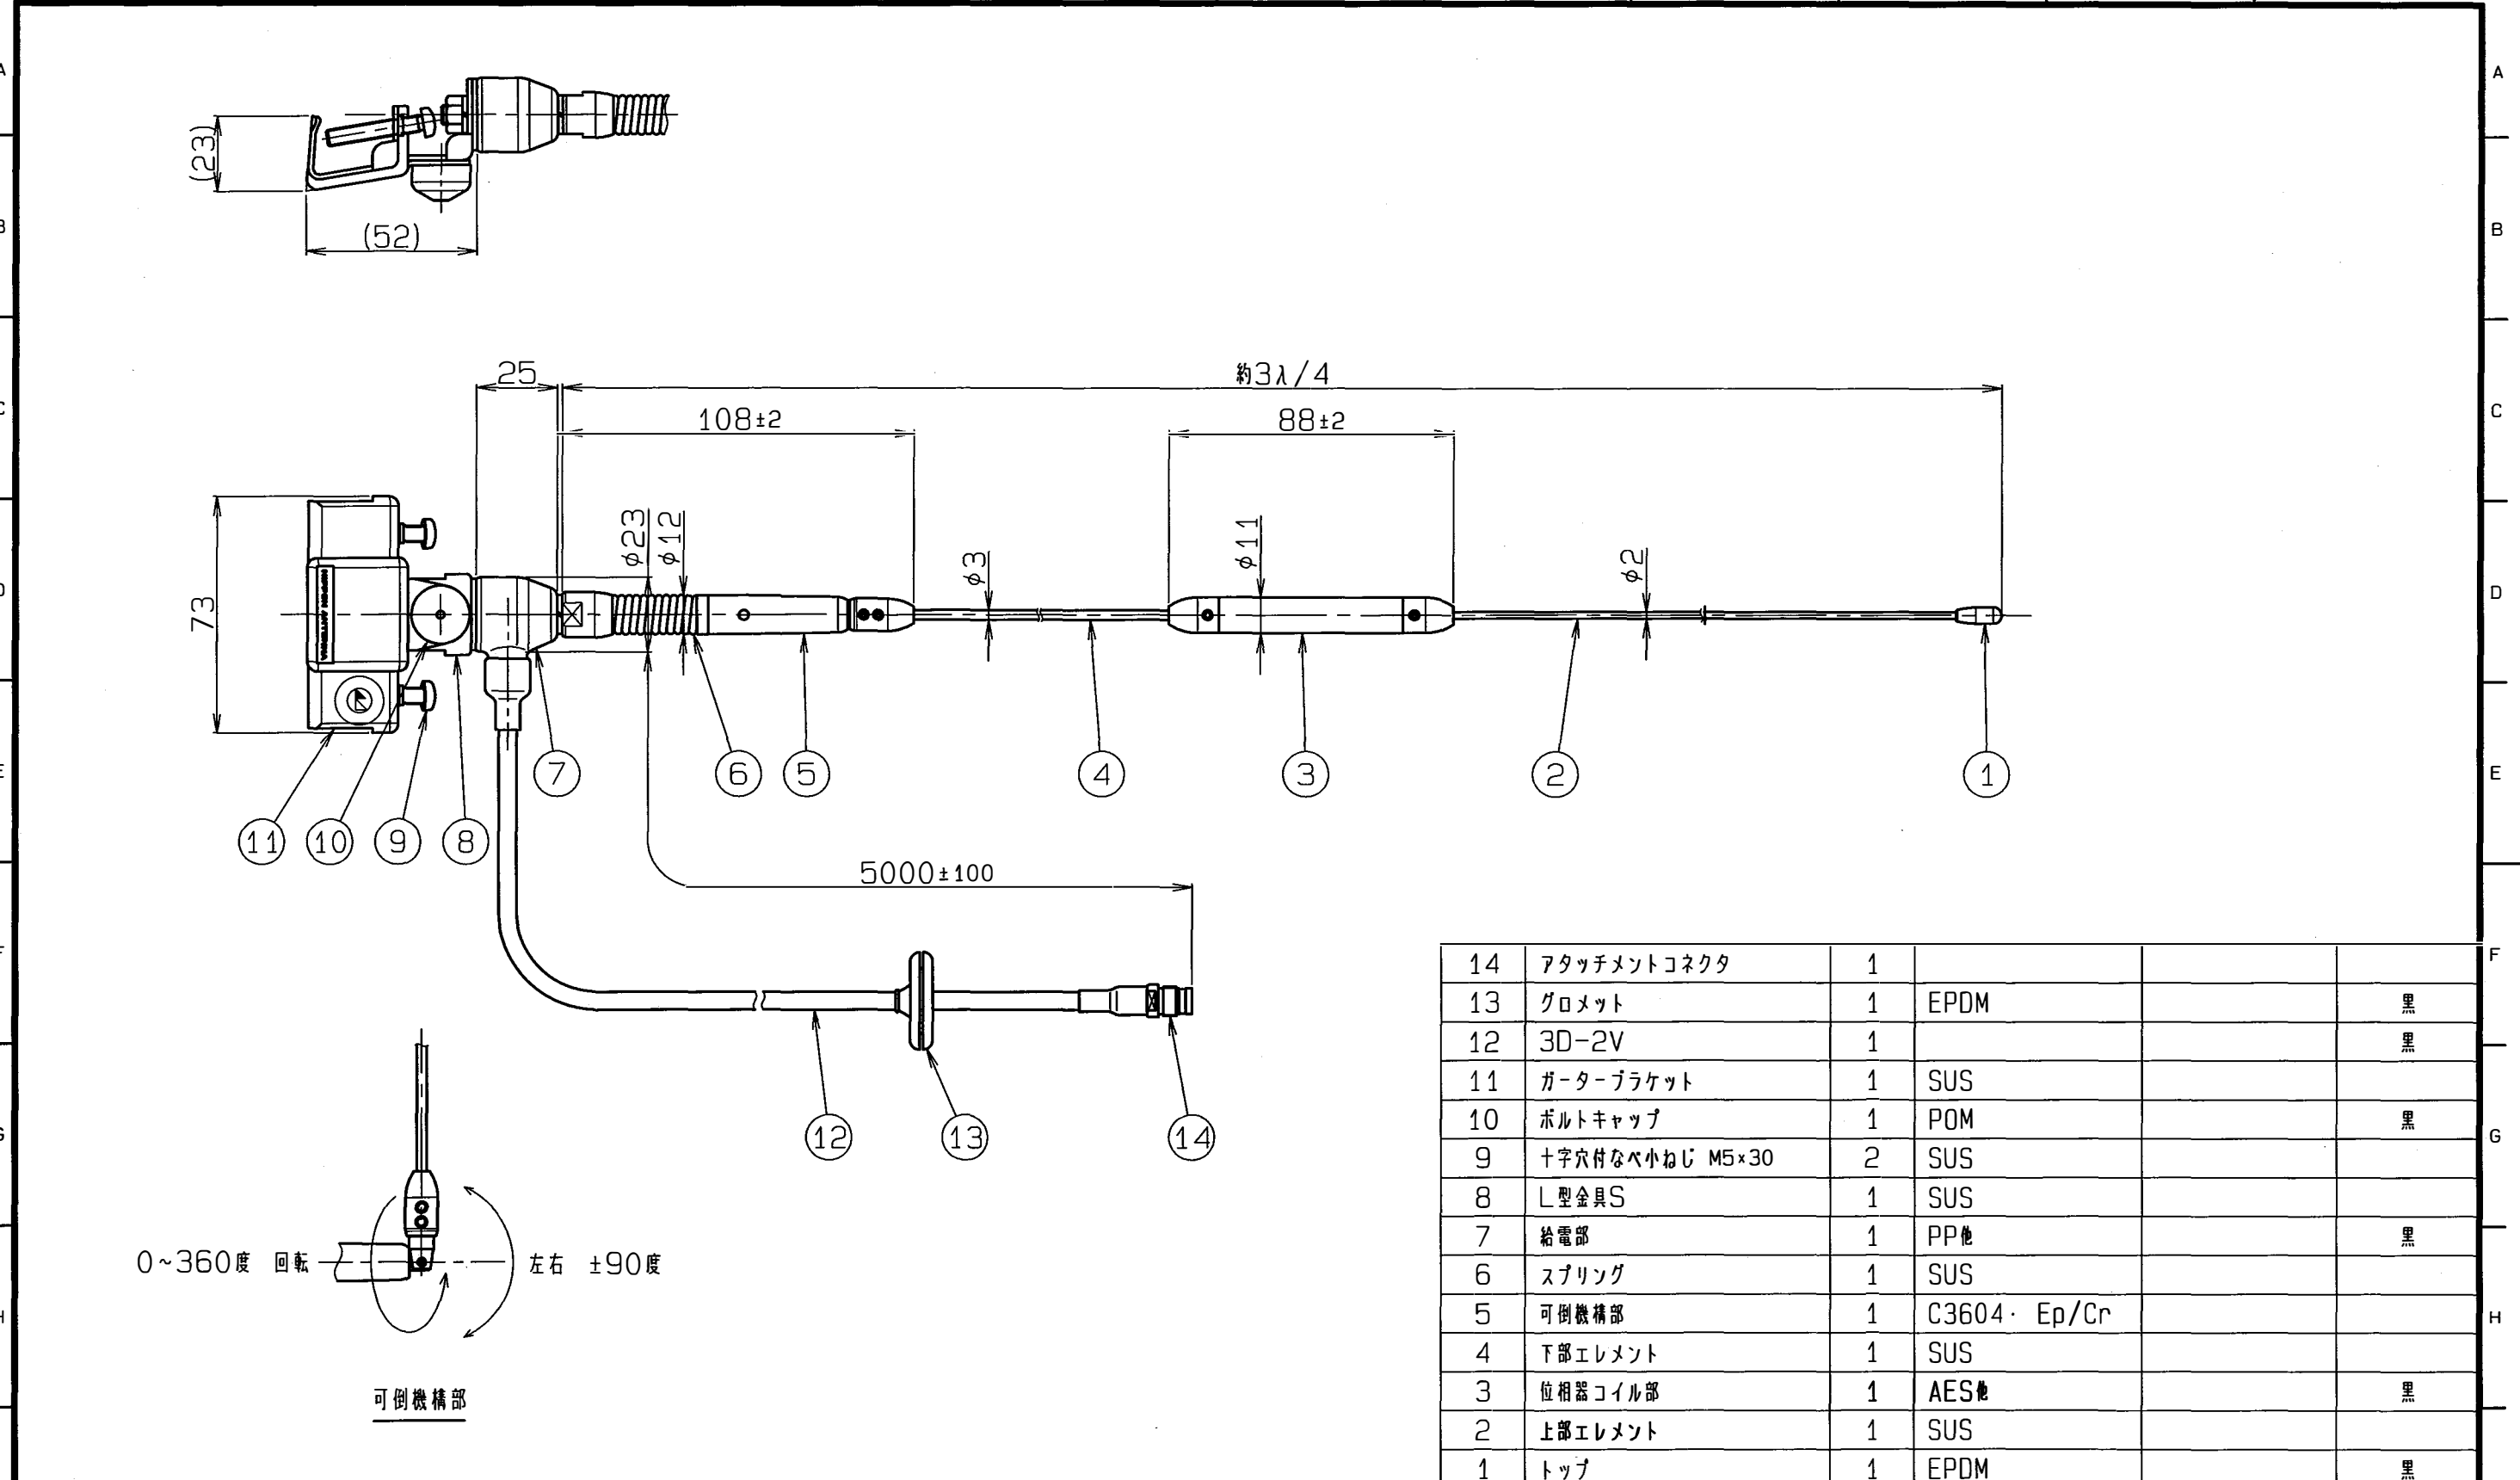 A
A
(23)
B
B
(52)
25
約3λ/4
C
C
108±2
88±2
φ23
φ12
φ3
φ11
φ2
73
NIPPON ANTENNA
D
D
7
6
5
4
3
2
1
E
E
11
10
9
8
5000±100
F
F
12
13
14
G
G
0~360度 回転
左右 ±90度
H
H
可倒機構部
14 アタッチメントコネクタ 1
13 グロメット 1 EPDM 黒
12 3D-2V 1 黒
11 ガーターブラケット 1 SUS
10 ボルトキャップ 1 POM 黒
9 十字穴付なべ小ねじ M5×30 2 SUS
8 L型金具S 1 SUS
7 給電部 1 PP他 黒
6 スプリング 1 SUS
5 可倒機構部 1 C3604・ Ep/Cr
4 下部エレメント 1 SUS
3 位相器コイル部 1 AES他 黒
2 上部エレメント 1 SUS
1 トップ 1 EPDM 黒